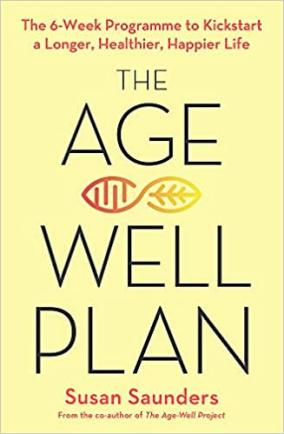 The 6-Week Programme to Kickstart
a Longer, Healthier, Happier Life
THE
AGE
WELL
PLAN
Susan Saunders
From the co-author of The Age-Well Project